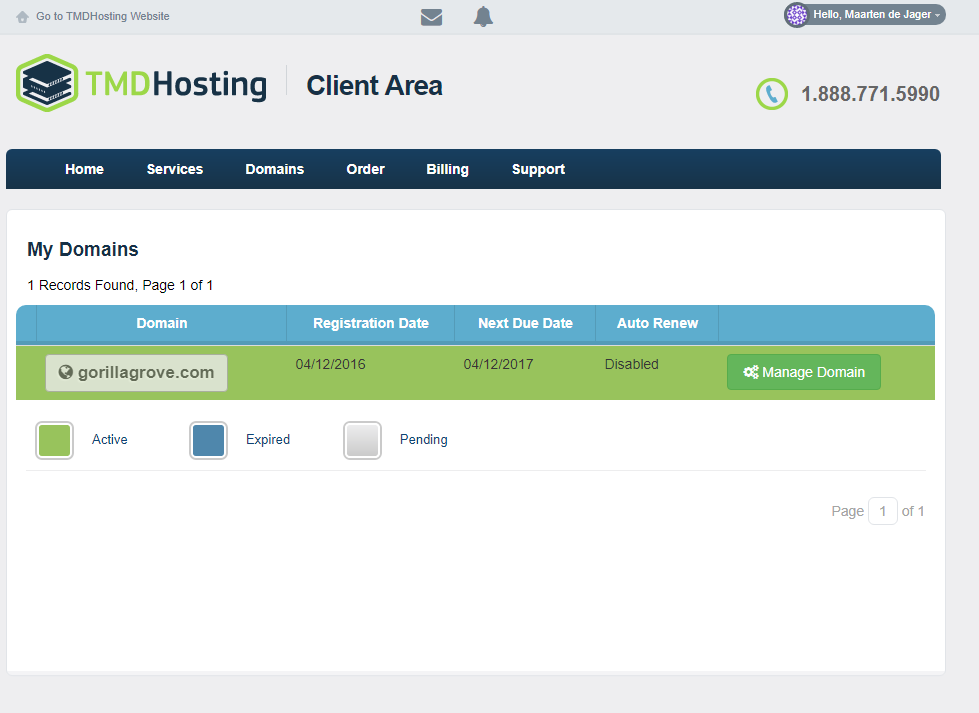 Go to TMDHosting Website
Hello, Maarten de Jager
TMDHosting
Client Area
1.888.771.5990
Home Services Domains Order Billing Support
My Domains
1 Records Found, Page 1 of 1
Domain Registration Date Next Due Date Auto Renew
gorillagrove.com 04/12/2016 04/12/2017 Disabled Manage Domain
Active Expired Pending
Page 1 of 1